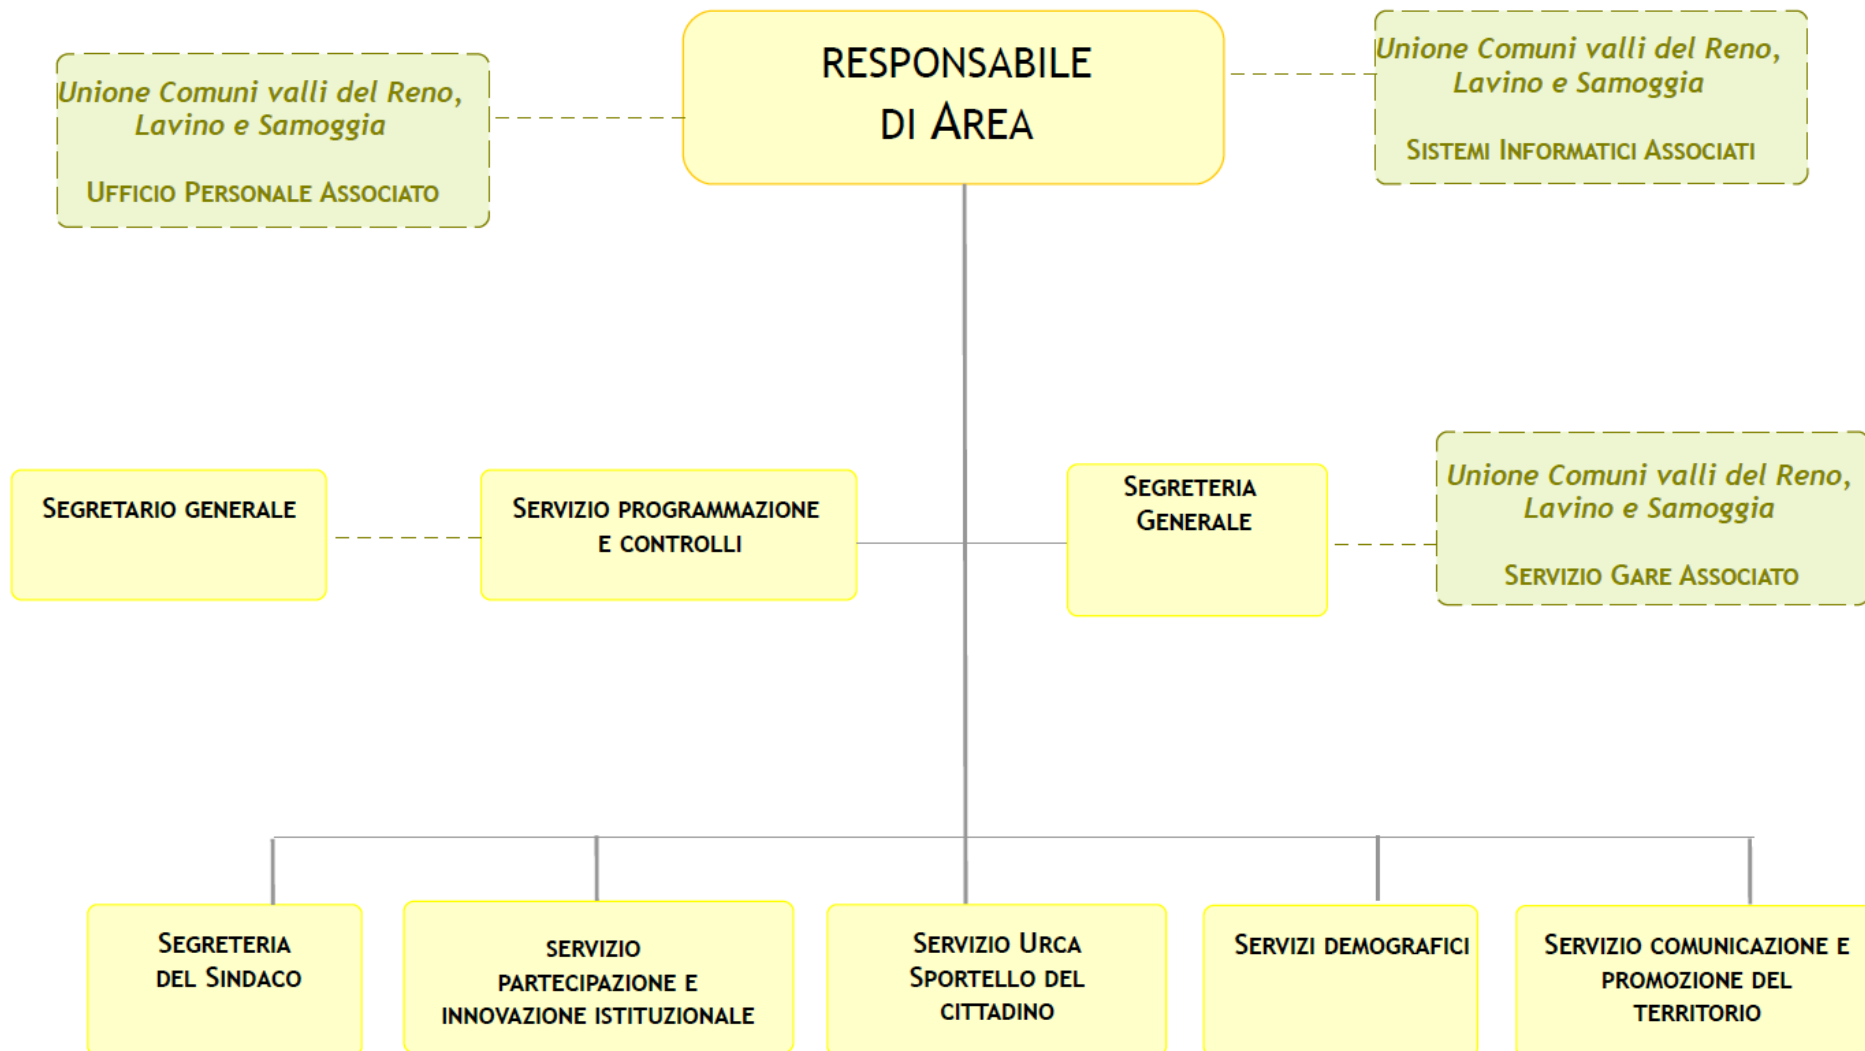 RESPONSABILE
DI AREA
Unione Comuni valli del Reno,
Lavino e Samoggia
UFFICIO PERSONALE ASSOCIATO
Unione Comuni valli del Reno,
Lavino e Samoggia
SISTEMI INFORMATICI ASSOCIATI
SEGRETARIO GENERALE
SERVIZIO PROGRAMMAZIONE
E CONTROLLI
SEGRETERIA
GENERALE
Unione Comuni valli del Reno,
Lavino e Samoggia
SERVIZIO GARE ASSOCIATO
SEGRETERIA
DEL SINDACO
SERVIZIO
PARTECIPAZIONE E
INNOVAZIONE ISTITUZIONALE
SERVIZIO URCA
SPORTELLO DEL
CITTADINO
SERVIZI DEMOGRAFICI
SERVIZIO COMUNICAZIONE E
PROMOZIONE DEL
TERRITORIO